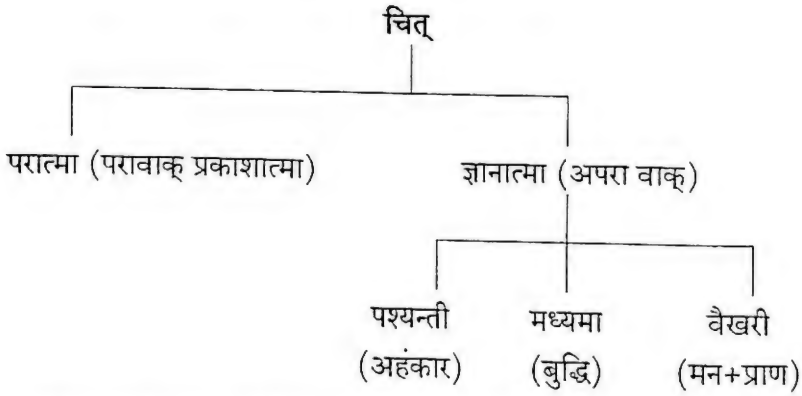 चित्
परात्मा (परावाक् प्रकाशात्मा) ज्ञानात्मा (अपरा वाक्)
पश्यन्ती मध्यमा वैखरी
(अहंकार) (बुद्धि) (मन+प्राण)